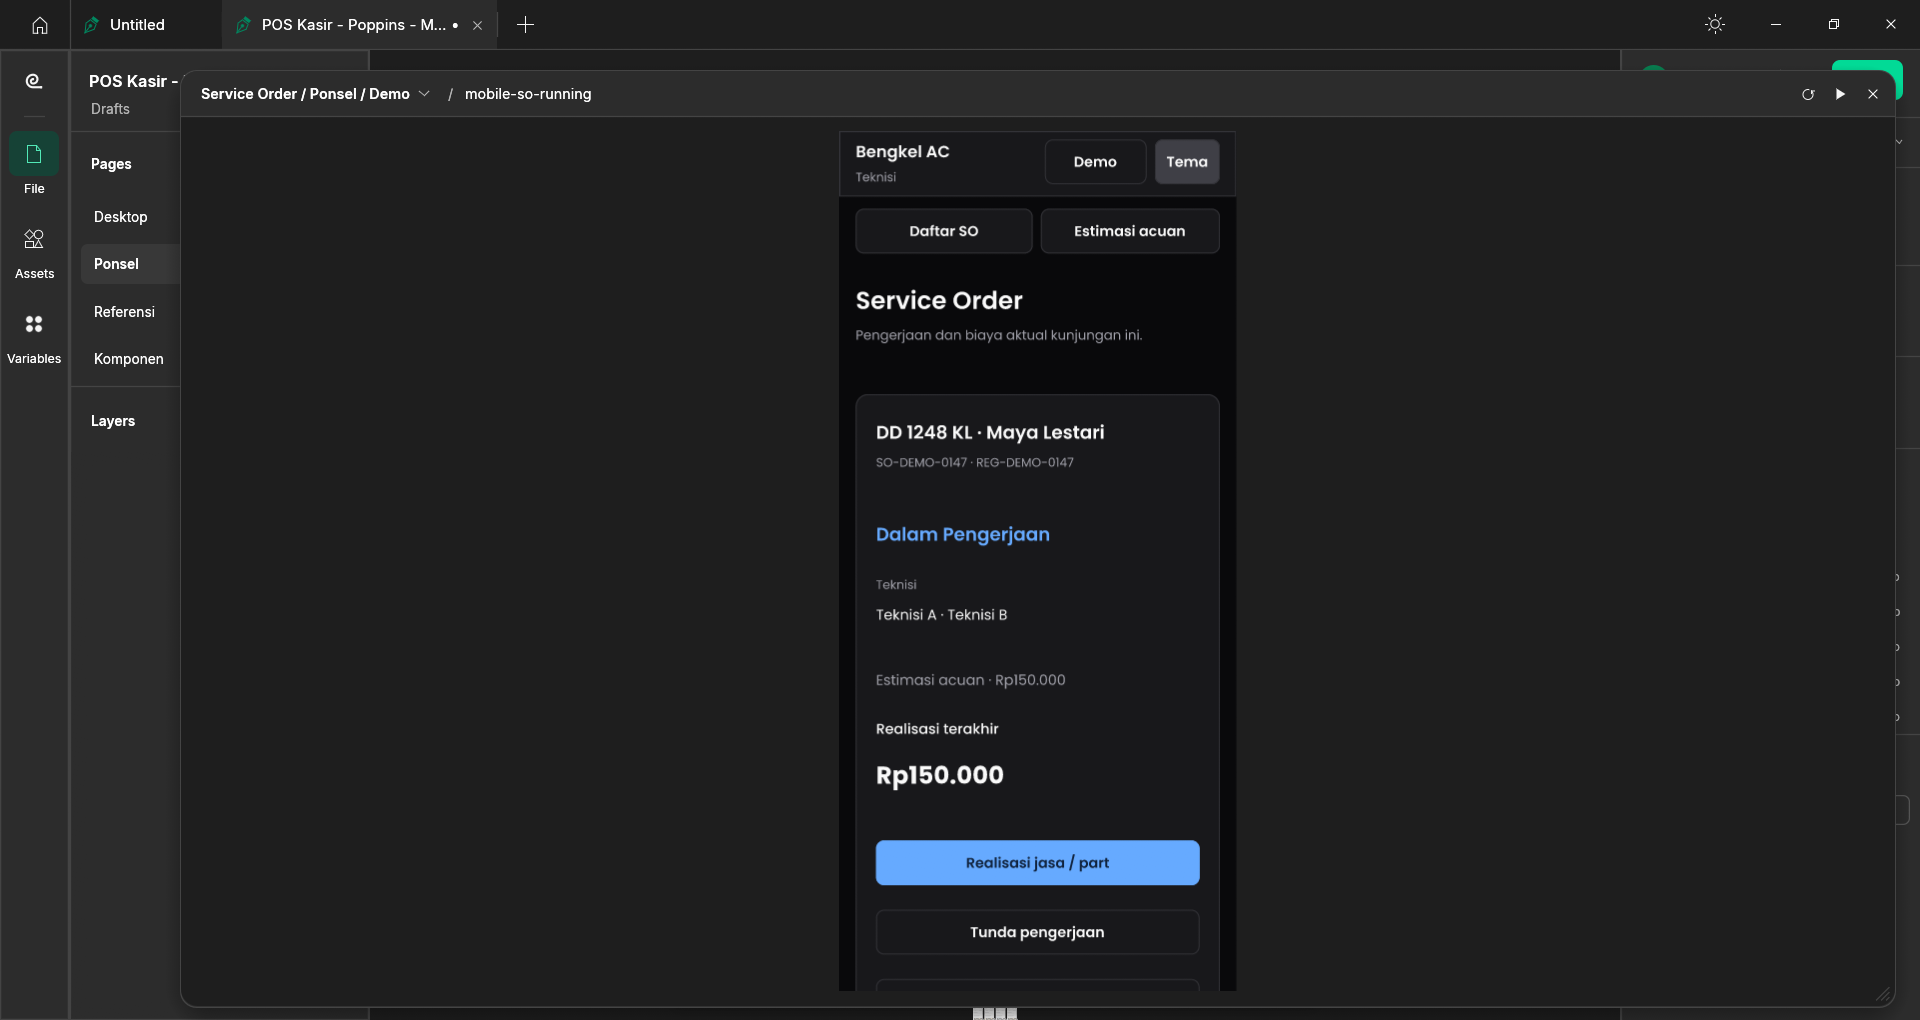 Untitled
POS Kasir - Poppins - M... •
POS Kasir -
Drafts
File
Assets
Variables
Pages
Desktop
Ponsel
Referensi
Komponen
Layers
Service Order / Ponsel / Demo / mobile-so-running
Bengkel AC
Teknisi
Demo
Tema
Daftar SO
Estimasi acuan
Service Order
Pengerjaan dan biaya aktual kunjungan ini.
DD 1248 KL · Maya Lestari
SO-DEMO-0147 · REG-DEMO-0147
Dalam Pengerjaan
Teknisi
Teknisi A · Teknisi B
Estimasi acuan · Rp150.000
Realisasi terakhir
Rp150.000
Realisasi jasa / part
Tunda pengerjaan